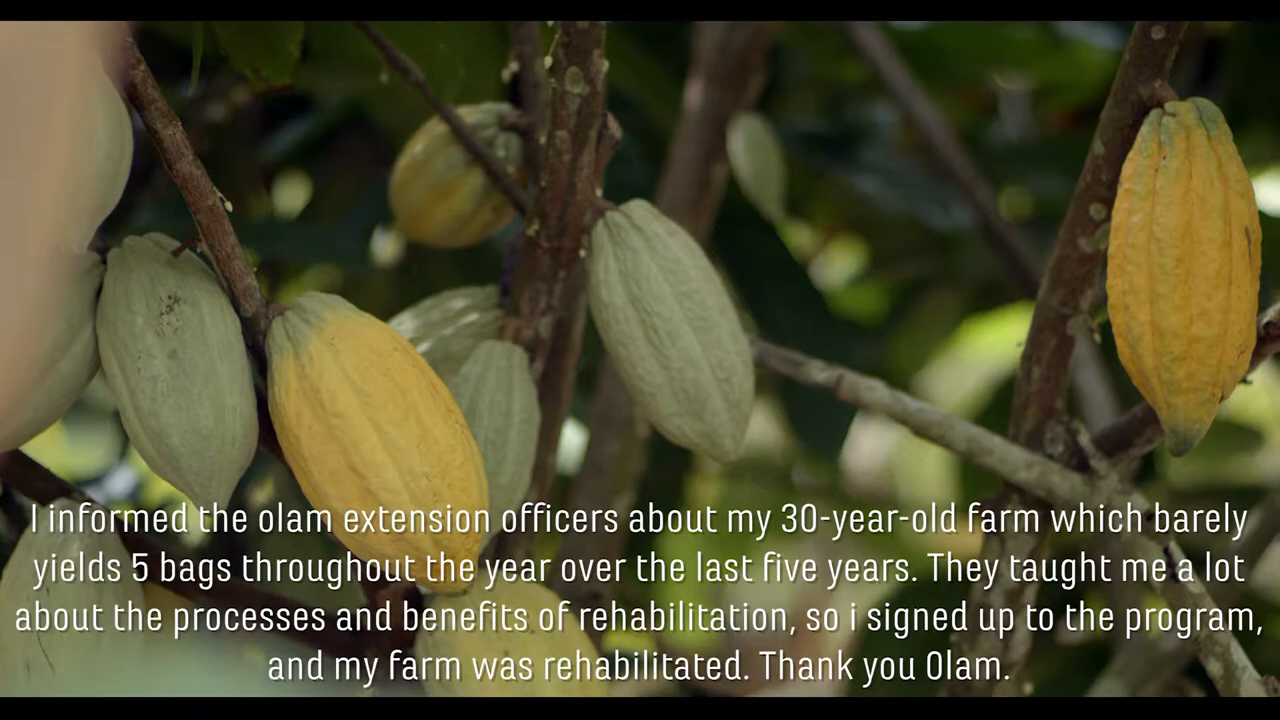 I informed the olam extension officers about my 30-year-old farm which barely
yields 5 bags throughout the year over the last five years. They taught me a lot
about the processes and benefits of rehabilitation, so i signed up to the program,
and my farm was rehabilitated. Thank you Olam.